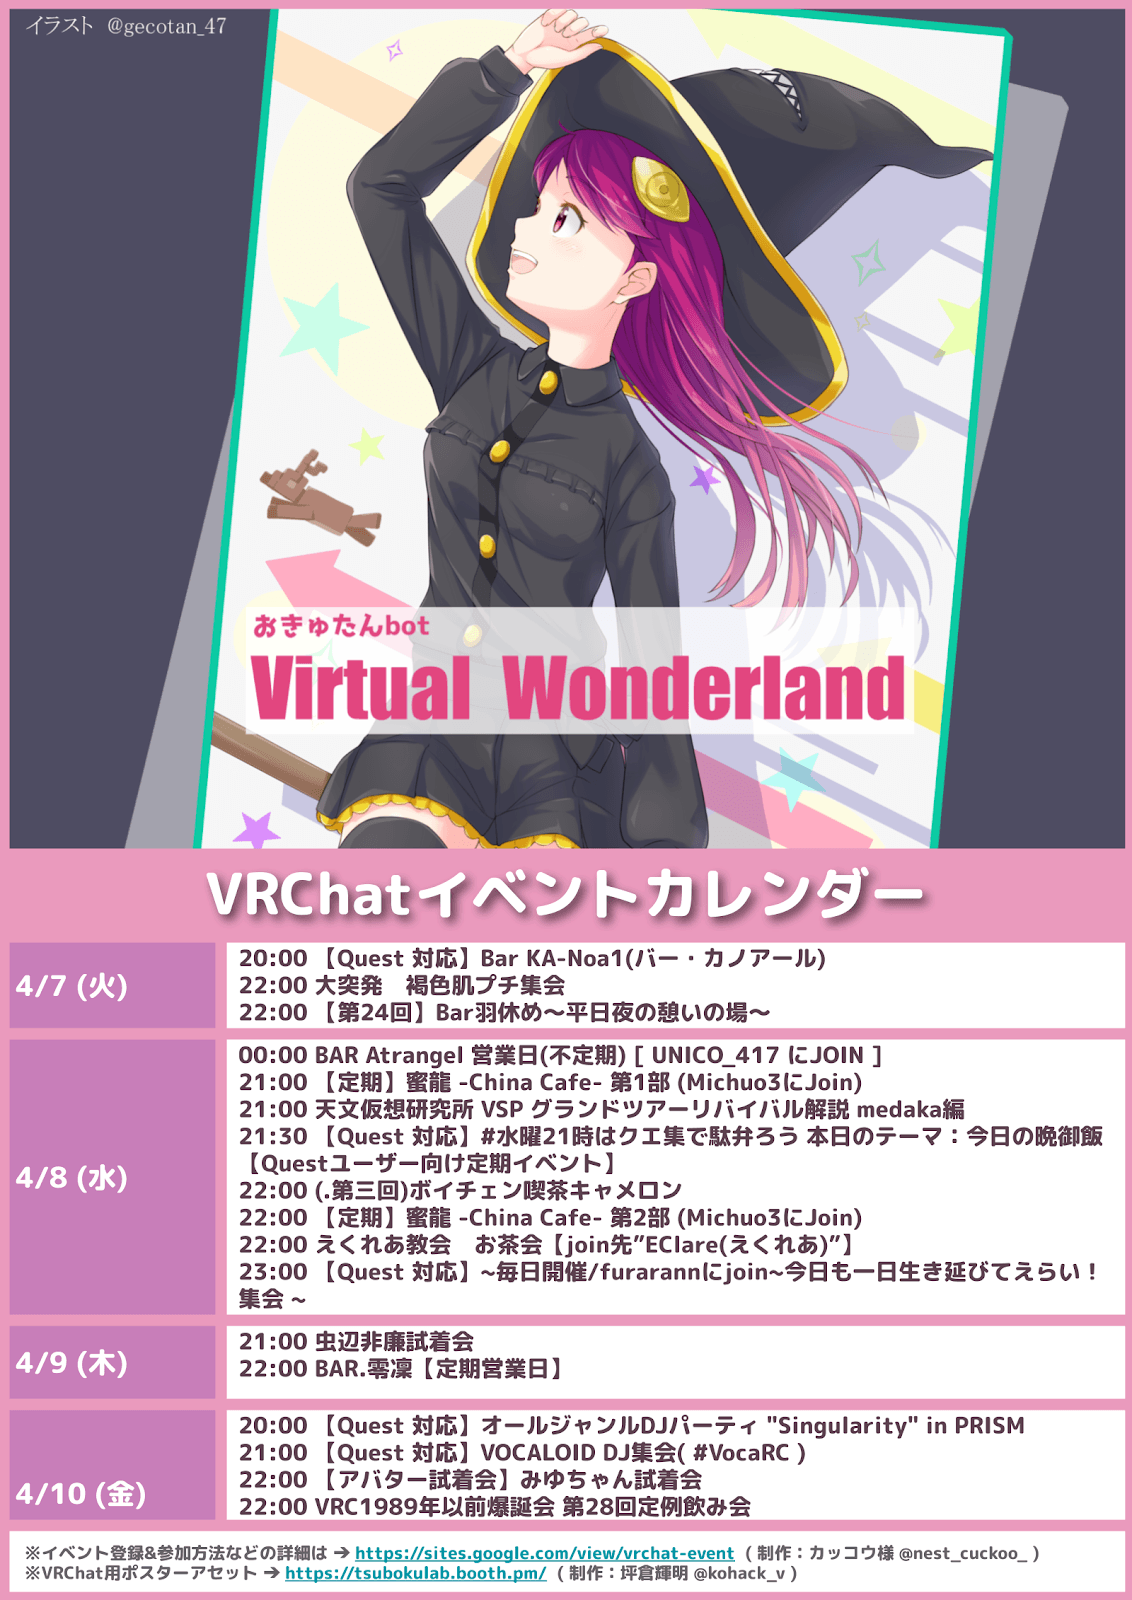 イラスト @gecotan_47
おきゅたんbot
Virtual Wonderland
VRChatイベントカレンダー
4/7 (火)
20:00 【Quest 対応】Bar KA-Noa1(バー・カノアール)
22:00 大突発　褐色肌プチ集会
22:00 【第24回】Bar羽休め〜平日夜の憩いの場〜
4/8 (水)
00:00 BAR Atrangel 営業日(不定期) [ UNICO_417 にJOIN ]
21:00 【定期】蜜龍 -China Cafe- 第1部 (Michuo3にJoin)
21:00 天文仮想研究所 VSP グランドツアーリバイバル解説 medaka編
21:30 【Quest 対応】#水曜21時はクエ集で駄弁ろう 本日のテーマ：今日の晩御飯
【Questユーザー向け定期イベント】
22:00 (.第三回)ボイチェン喫茶キャメロン
22:00 【定期】蜜龍 -China Cafe- 第2部 (Michuo3にJoin)
22:00 えくれあ教会　お茶会【join先”EClare(えくれあ)”】
23:00 【Quest 対応】~毎日開催/furarannにjoin~今日も一日生き延びてえらい！
集会 ~
4/9 (木)
21:00 虫辺非廉試着会
22:00 BAR.零凜【定期営業日】
4/10 (金)
20:00 【Quest 対応】オールジャンルDJパーティ "Singularity" in PRISM
21:00 【Quest 対応】VOCALOID DJ集会( #VocaRC )
22:00 【アバター試着会】みゆちゃん試着会
22:00 VRC1989年以前爆誕会 第28回定例飲み会
※イベント登録&参加方法などの詳細は ➔ https://sites.google.com/view/vrchat-event ( 制作：カッコウ様 @nest_cuckoo_ )
※VRChat用ポスターアセット ➔ https://tsubokulab.booth.pm/ ( 制作：坪倉輝明 @kohack_v )